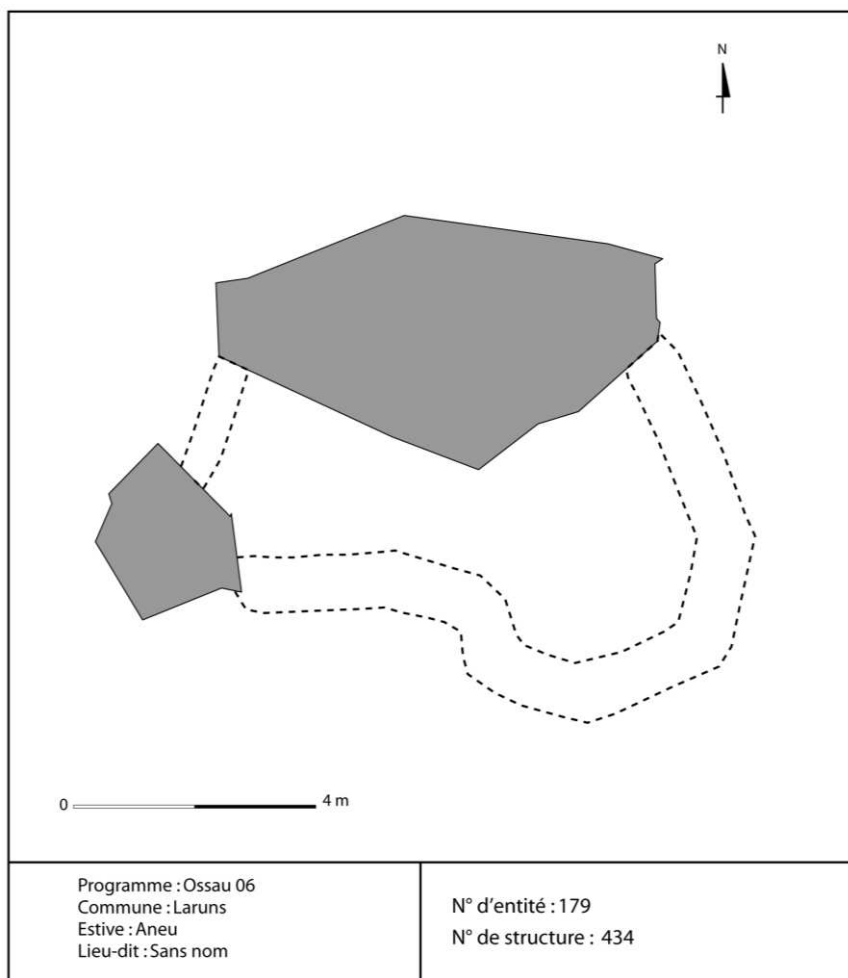 N
0 4 m
Programme : Ossau 06
Commune : Laruns
Estive : Aneu
Lieu-dit : Sans nom
N° d'entité : 179
N° de structure : 434